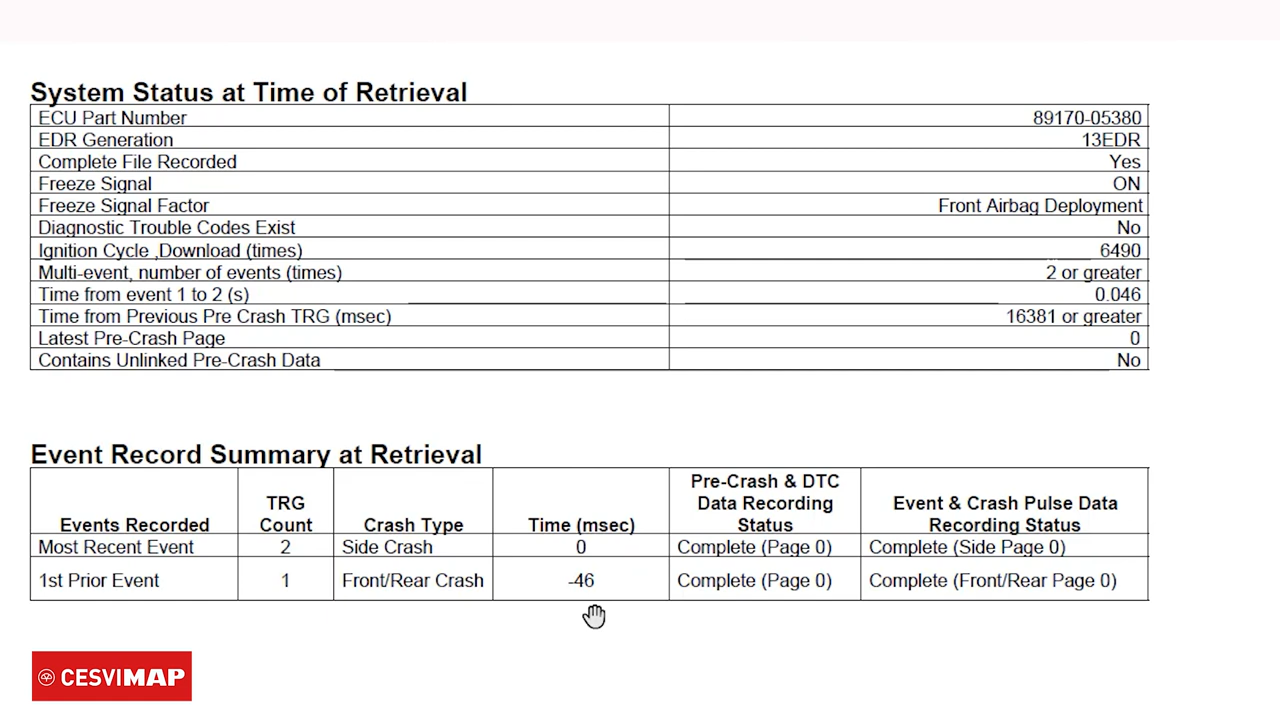 System Status at Time of Retrieval
ECU Part Number 89170-05380
EDR Generation 13EDR
Complete File Recorded Yes
Freeze Signal ON
Freeze Signal Factor Front Airbag Deployment
Diagnostic Trouble Codes Exist No
Ignition Cycle ,Download (times) 6490
Multi-event, number of events (times) 2 or greater
Time from event 1 to 2 (s) 0.046
Time from Previous Pre Crash TRG (msec) 16381 or greater
Latest Pre-Crash Page 0
Contains Unlinked Pre-Crash Data No
Event Record Summary at Retrieval
Events Recorded TRG Count Crash Type Time (msec) Pre-Crash & DTC Data Recording Status Event & Crash Pulse Data Recording Status
Most Recent Event 2 Side Crash 0 Complete (Page 0) Complete (Side Page 0)
1st Prior Event 1 Front/Rear Crash -46 Complete (Page 0) Complete (Front/Rear Page 0)
CESVIMAP